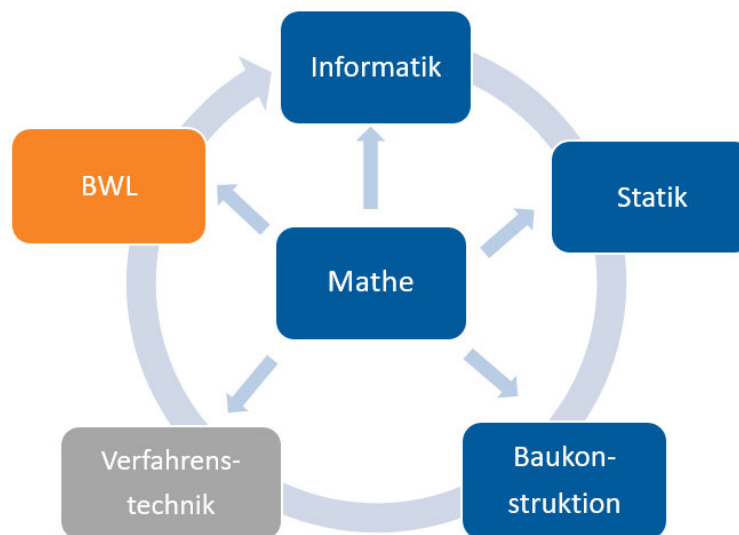 Informatik
BWL
Statik
Mathe
Verfahrens-
technik
Baukon-
struktion